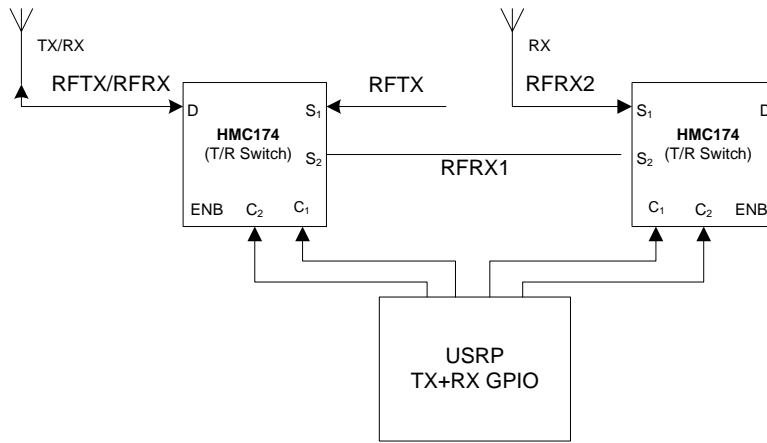 TX/RX
RX
RFTX/RFRX
RFTX
RFRX2
D
S₁
HMC174
(T/R Switch)
S₂
ENB
C₂
C₁
RFRX1
S₁
D
HMC174
(T/R Switch)
S₂
C₁
C₂
ENB
USRP
TX+RX GPIO